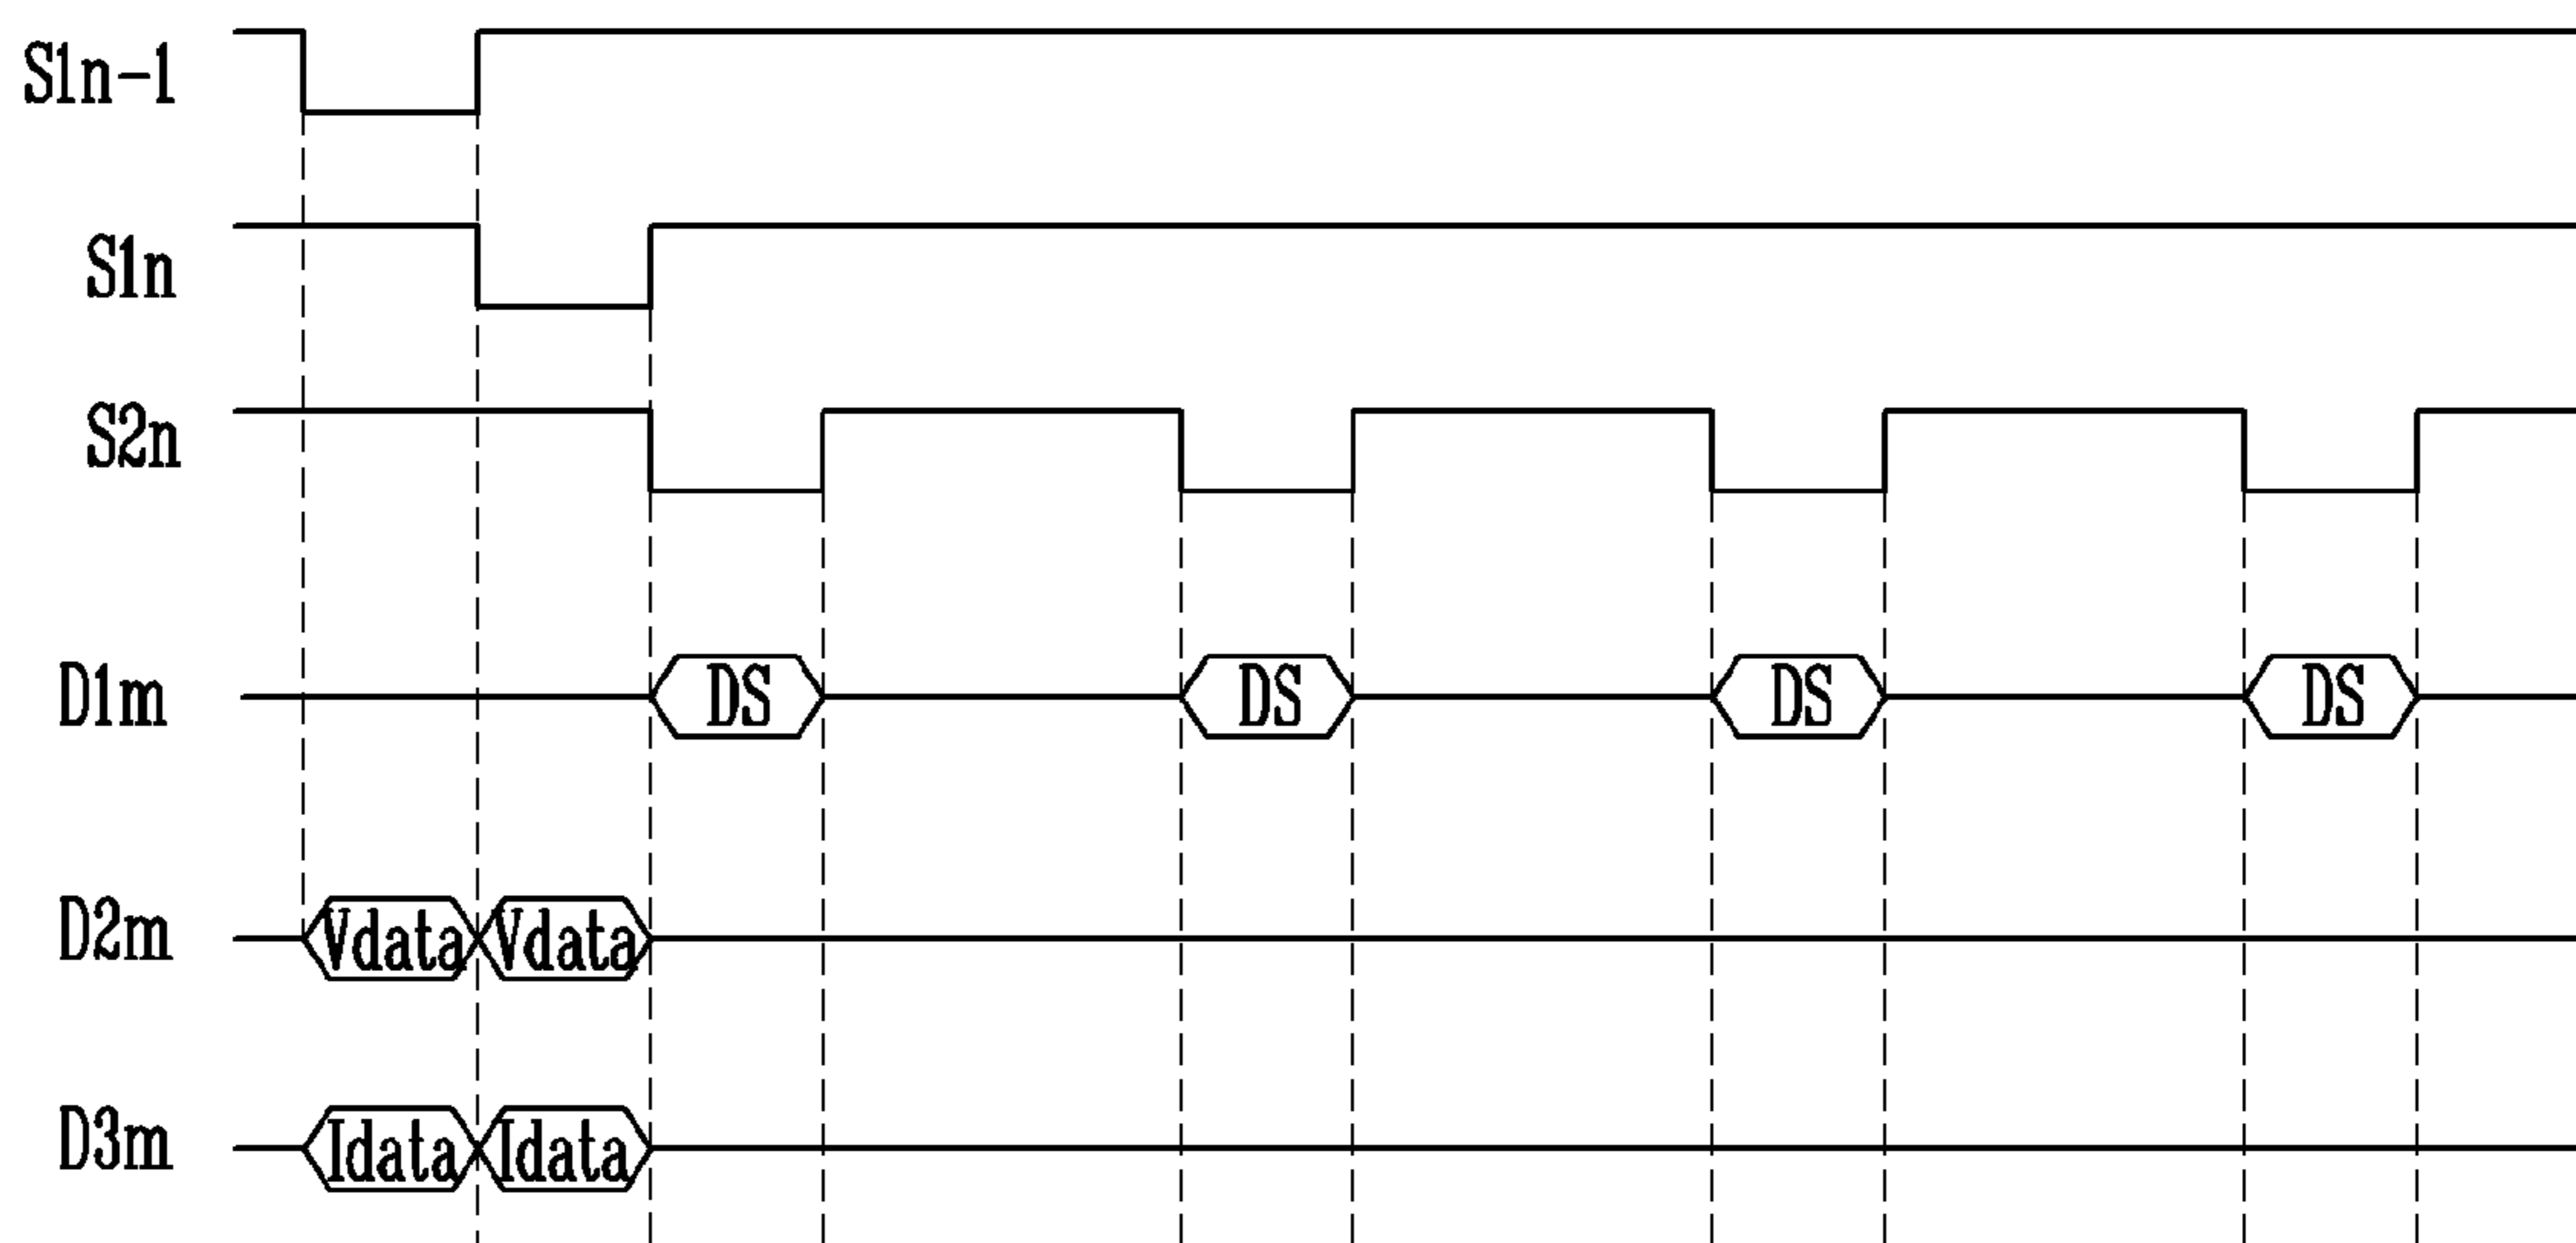 S1n-1
S1n
S2n
D1m DS DS DS DS
D2m Vdata Vdata
D3m Idata Idata